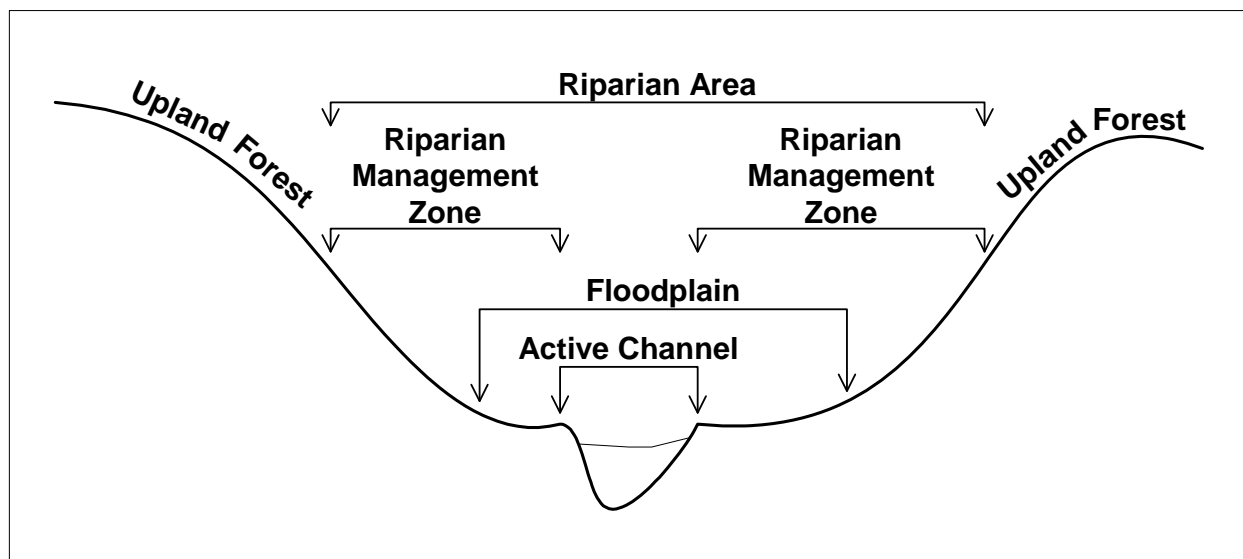 Riparian Area
Upland Forest
Upland Forest
Riparian
Management
Zone
Riparian
Management
Zone
Floodplain
Active Channel